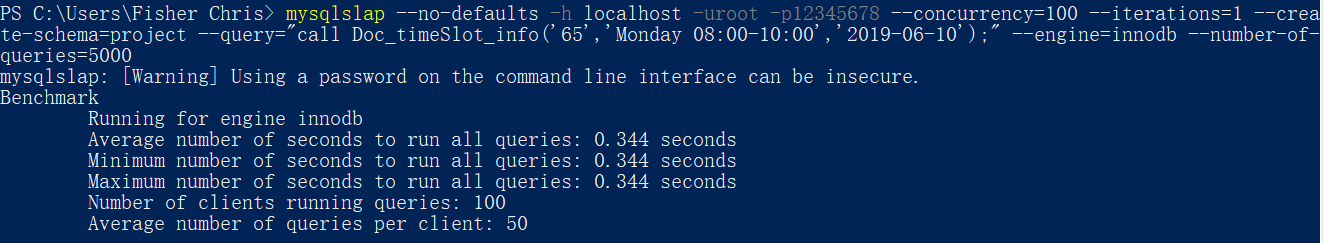 PS C:\Users\Fisher Chris> mysqlslap --no-defaults -h localhost -uroot -p12345678 --concurrency=100 --iterations=1 --crea
te-schema=project --query="call Doc_timeSlot_info('65','Monday 08:00-10:00','2019-06-10');" --engine=innodb --number-of-
queries=5000
mysqlslap: [Warning] Using a password on the command line interface can be insecure.
Benchmark
        Running for engine innodb
        Average number of seconds to run all queries: 0.344 seconds
        Minimum number of seconds to run all queries: 0.344 seconds
        Maximum number of seconds to run all queries: 0.344 seconds
        Number of clients running queries: 100
        Average number of queries per client: 50